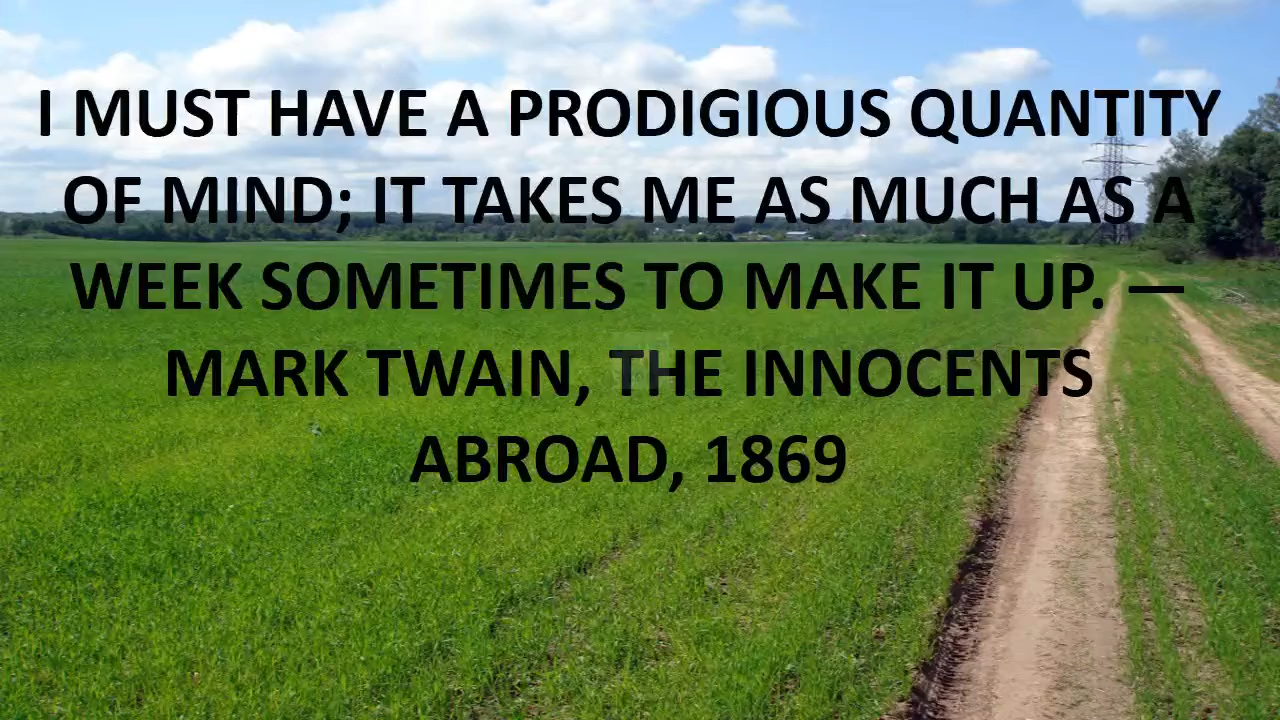 I MUST HAVE A PRODIGIOUS QUANTITY
OF MIND; IT TAKES ME AS MUCH AS A
WEEK SOMETIMES TO MAKE IT UP. —
MARK TWAIN, THE INNOCENTS
ABROAD, 1869